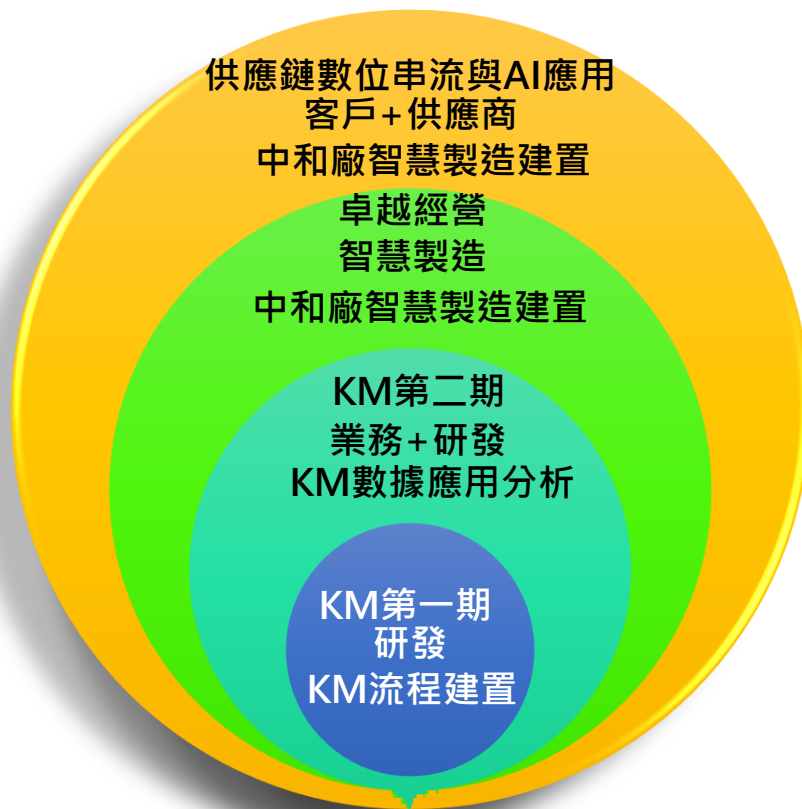 供應鏈數位串流與AI應用
客戶+供應商
中和廠智慧製造建置
卓越經營
智慧製造
中和廠智慧製造建置
KM第二期
業務+研發
KM數據應用分析
KM第一期
研發
KM流程建置